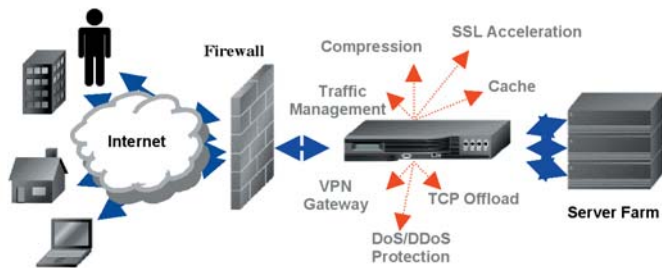 Firewall
Compression
SSL Acceleration
Traffic
Management
Cache
Internet
VPN
Gateway
TCP Offload
DoS/DDoS
Protection
Server Farm